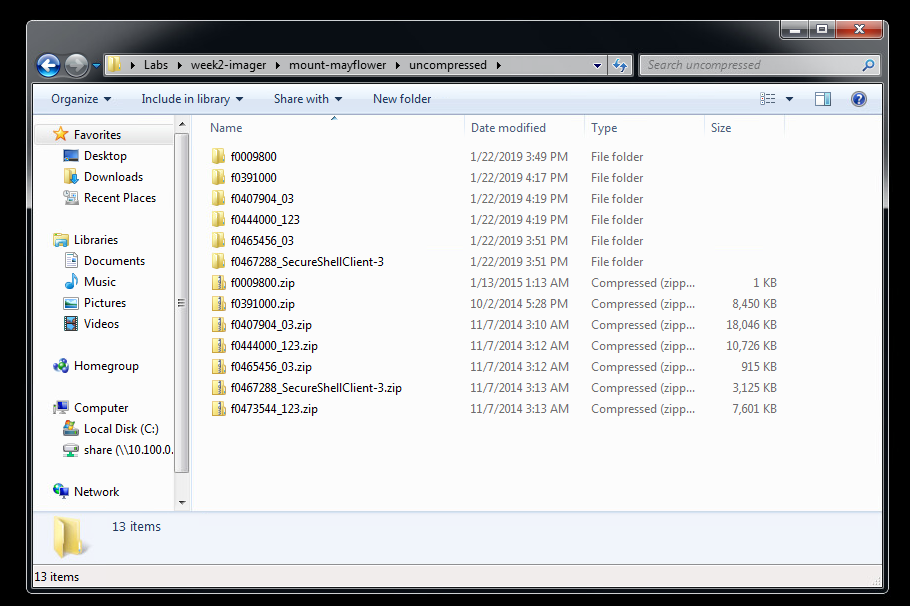 Labs week2-imager mount-mayflower uncompressed Search uncompressed
Organize Include in library Share with New folder
Name Date modified Type Size
Favorites
Desktop
Downloads
Recent Places
Libraries
Documents
Music
Pictures
Videos
Homegroup
Computer
Local Disk (C:)
share (\\10.100.0.
Network
f0009800 1/22/2019 3:49 PM File folder
f0391000 1/22/2019 4:17 PM File folder
f0407904_03 1/22/2019 4:19 PM File folder
f0444000_123 1/22/2019 4:19 PM File folder
f0465456_03 1/22/2019 3:51 PM File folder
f0467288_SecureShellClient-3 1/22/2019 3:51 PM File folder
f0009800.zip 1/13/2015 1:13 AM Compressed (zipp... 1 KB
f0391000.zip 10/2/2014 5:28 PM Compressed (zipp... 8,450 KB
f0407904_03.zip 11/7/2014 3:10 AM Compressed (zipp... 18,046 KB
f0444000_123.zip 11/7/2014 3:12 AM Compressed (zipp... 10,726 KB
f0465456_03.zip 11/7/2014 3:12 AM Compressed (zipp... 915 KB
f0467288_SecureShellClient-3.zip 11/7/2014 3:13 AM Compressed (zipp... 3,125 KB
f0473544_123.zip 11/7/2014 3:13 AM Compressed (zipp... 7,601 KB
13 items
13 items